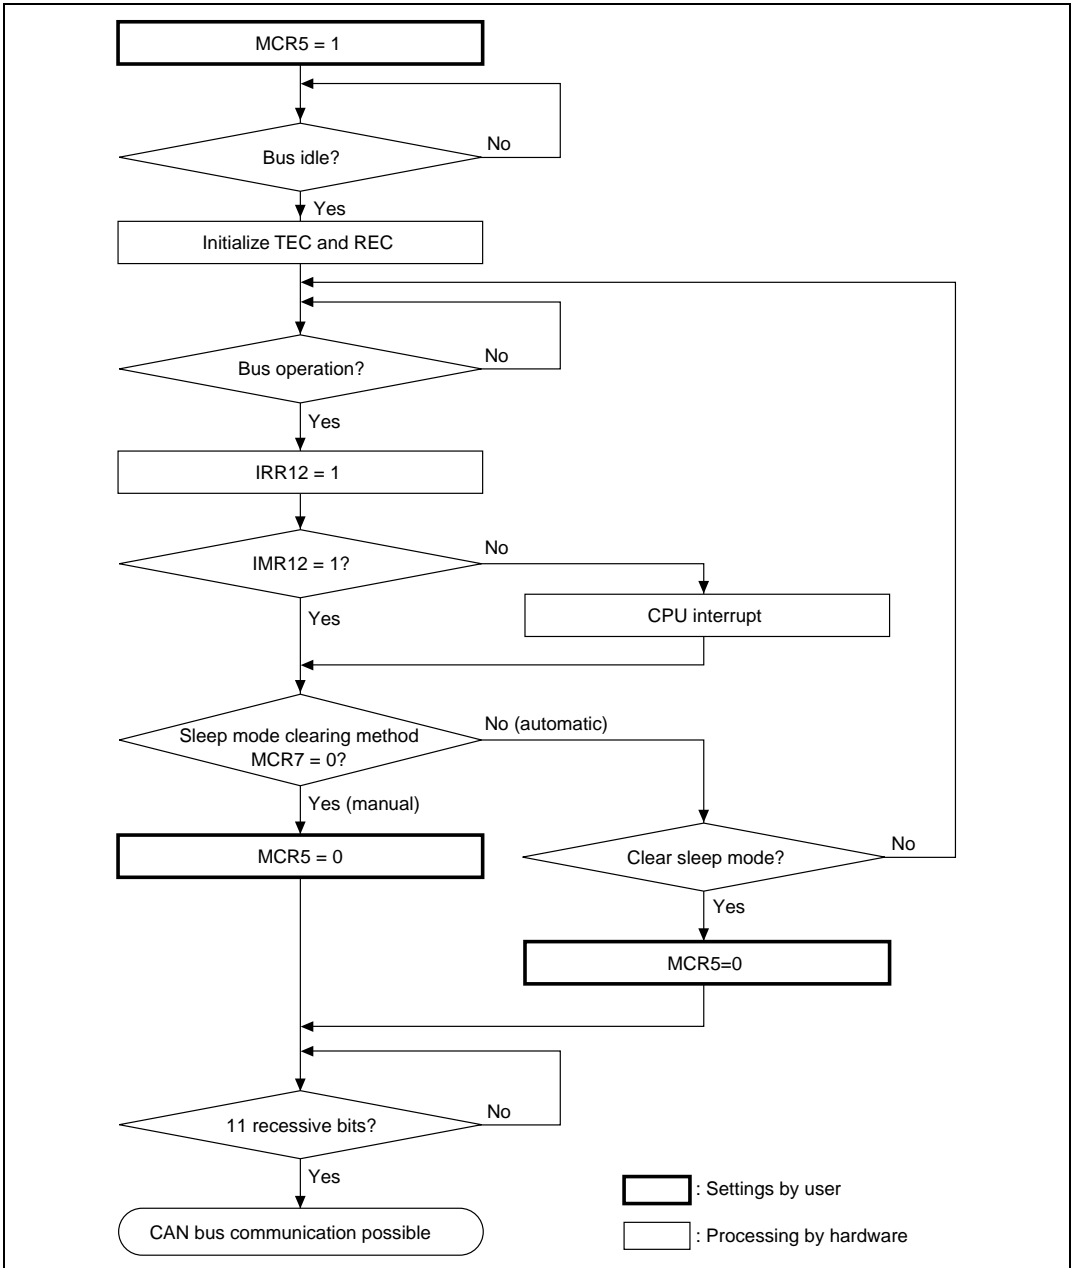 MCR5 = 1
No
Bus idle?
Yes
Initialize TEC and REC
No
Bus operation?
Yes
IRR12 = 1
No
IMR12 = 1?
CPU interrupt
Yes
No (automatic)
Sleep mode clearing method
MCR7 = 0?
Yes (manual)
MCR5 = 0
No
Clear sleep mode?
Yes
MCR5=0
No
11 recessive bits?
Yes
: Settings by user
CAN bus communication possible
: Processing by hardware